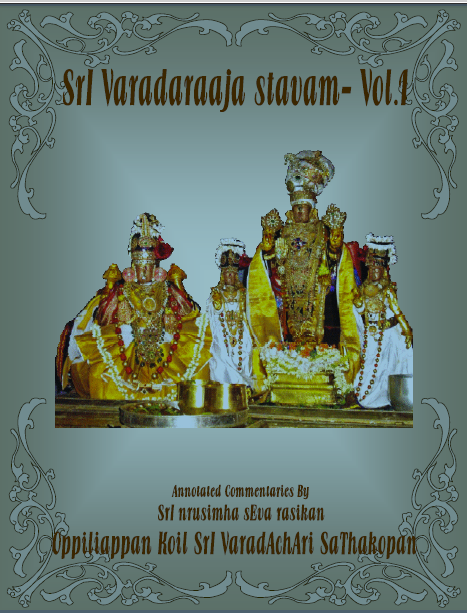 SrI Varadaraaja stavam- Vol.1
Annotated Commentaries By
SrI nrusimha sEva rasikan
Oppiliappan Koil SrI VaradAchAri SaThakopan